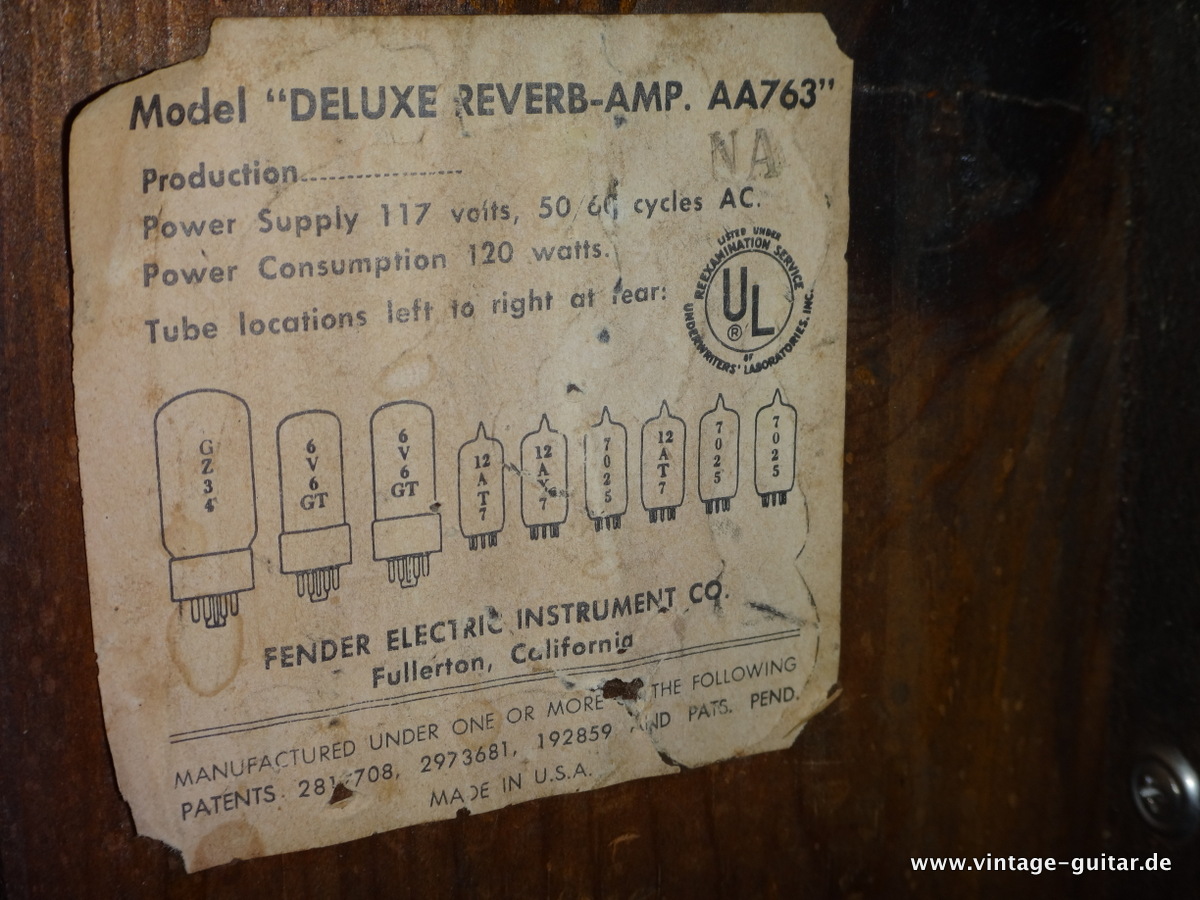 Model “DELUXE REVERB-AMP. AA763”
NA
Production
Power Supply 117 volts, 50/60 cycles AC.
Power Consumption 120 watts.
Tube locations left to right at rear:
LISTED UNDER
REEXAMINATION SERVICE
UL ®
OF
UNDERWRITERS' LABORATORIES, INC.
GZ34 6V6GT 6V6GT 12AT7 12AX7 7025 12AT7 7025 7025
FENDER ELECTRIC INSTRUMENT CO.
Fullerton, California
MANUFACTURED UNDER ONE OR MORE THE FOLLOWING
PATENTS 2973681, 192859 AND PATS. PEND.
MADE IN U.S.A.
www.vintage-guitar.de